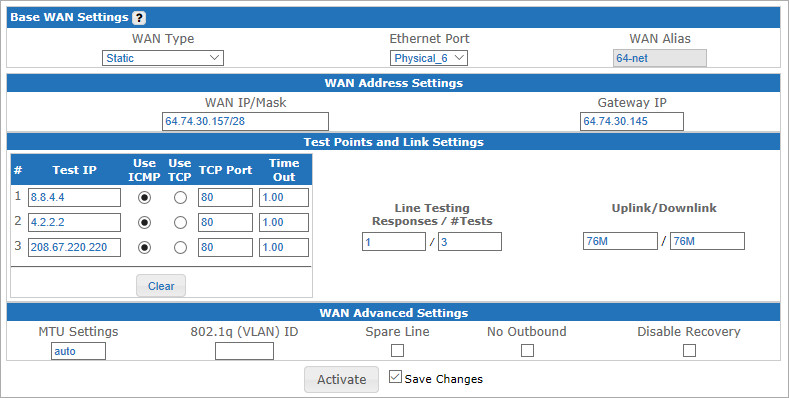 Base WAN Settings ?
WAN Type Ethernet Port WAN Alias
Static Physical_6 64-net
WAN Address Settings
WAN IP/Mask Gateway IP
64.74.30.157/28 64.74.30.145
Test Points and Link Settings
# Test IP Use ICMP Use TCP TCP Port Time Out
1 8.8.4.4 80 1.00
2 4.2.2.2 80 1.00
3 208.67.220.220 80 1.00
Clear
Line Testing
Responses / #Tests
1 / 3
Uplink/Downlink
76M / 76M
WAN Advanced Settings
MTU Settings 802.1q (VLAN) ID Spare Line No Outbound Disable Recovery
auto
Activate Save Changes